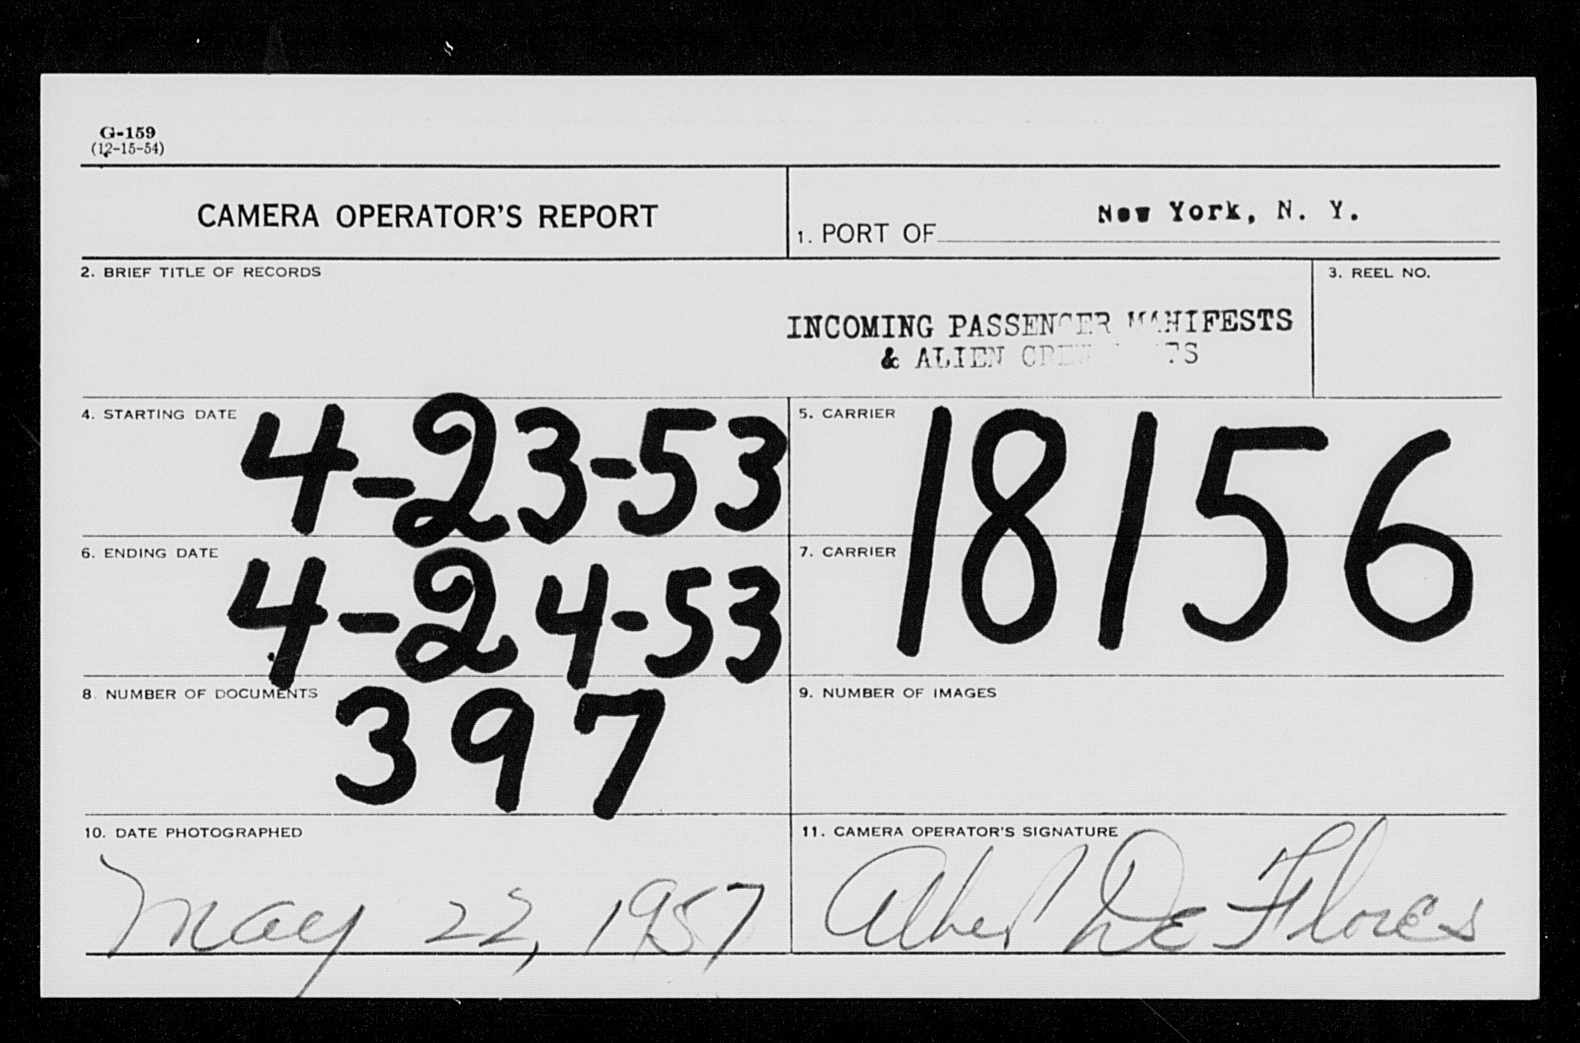 G-159
(12-15-54)
CAMERA OPERATOR'S REPORT
1. PORT OF New York, N. Y.
2. BRIEF TITLE OF RECORDS
INCOMING PASSENGER MANIFESTS
& ALIEN
3. REEL NO.
4. STARTING DATE 4-23-53
5. CARRIER
18156
6. ENDING DATE 4-24-53
7. CARRIER
8. NUMBER OF DOCUMENTS
397
9. NUMBER OF IMAGES
10. DATE PHOTOGRAPHED
May 22, 1957
11. CAMERA OPERATOR'S SIGNATURE
Albert De Flores